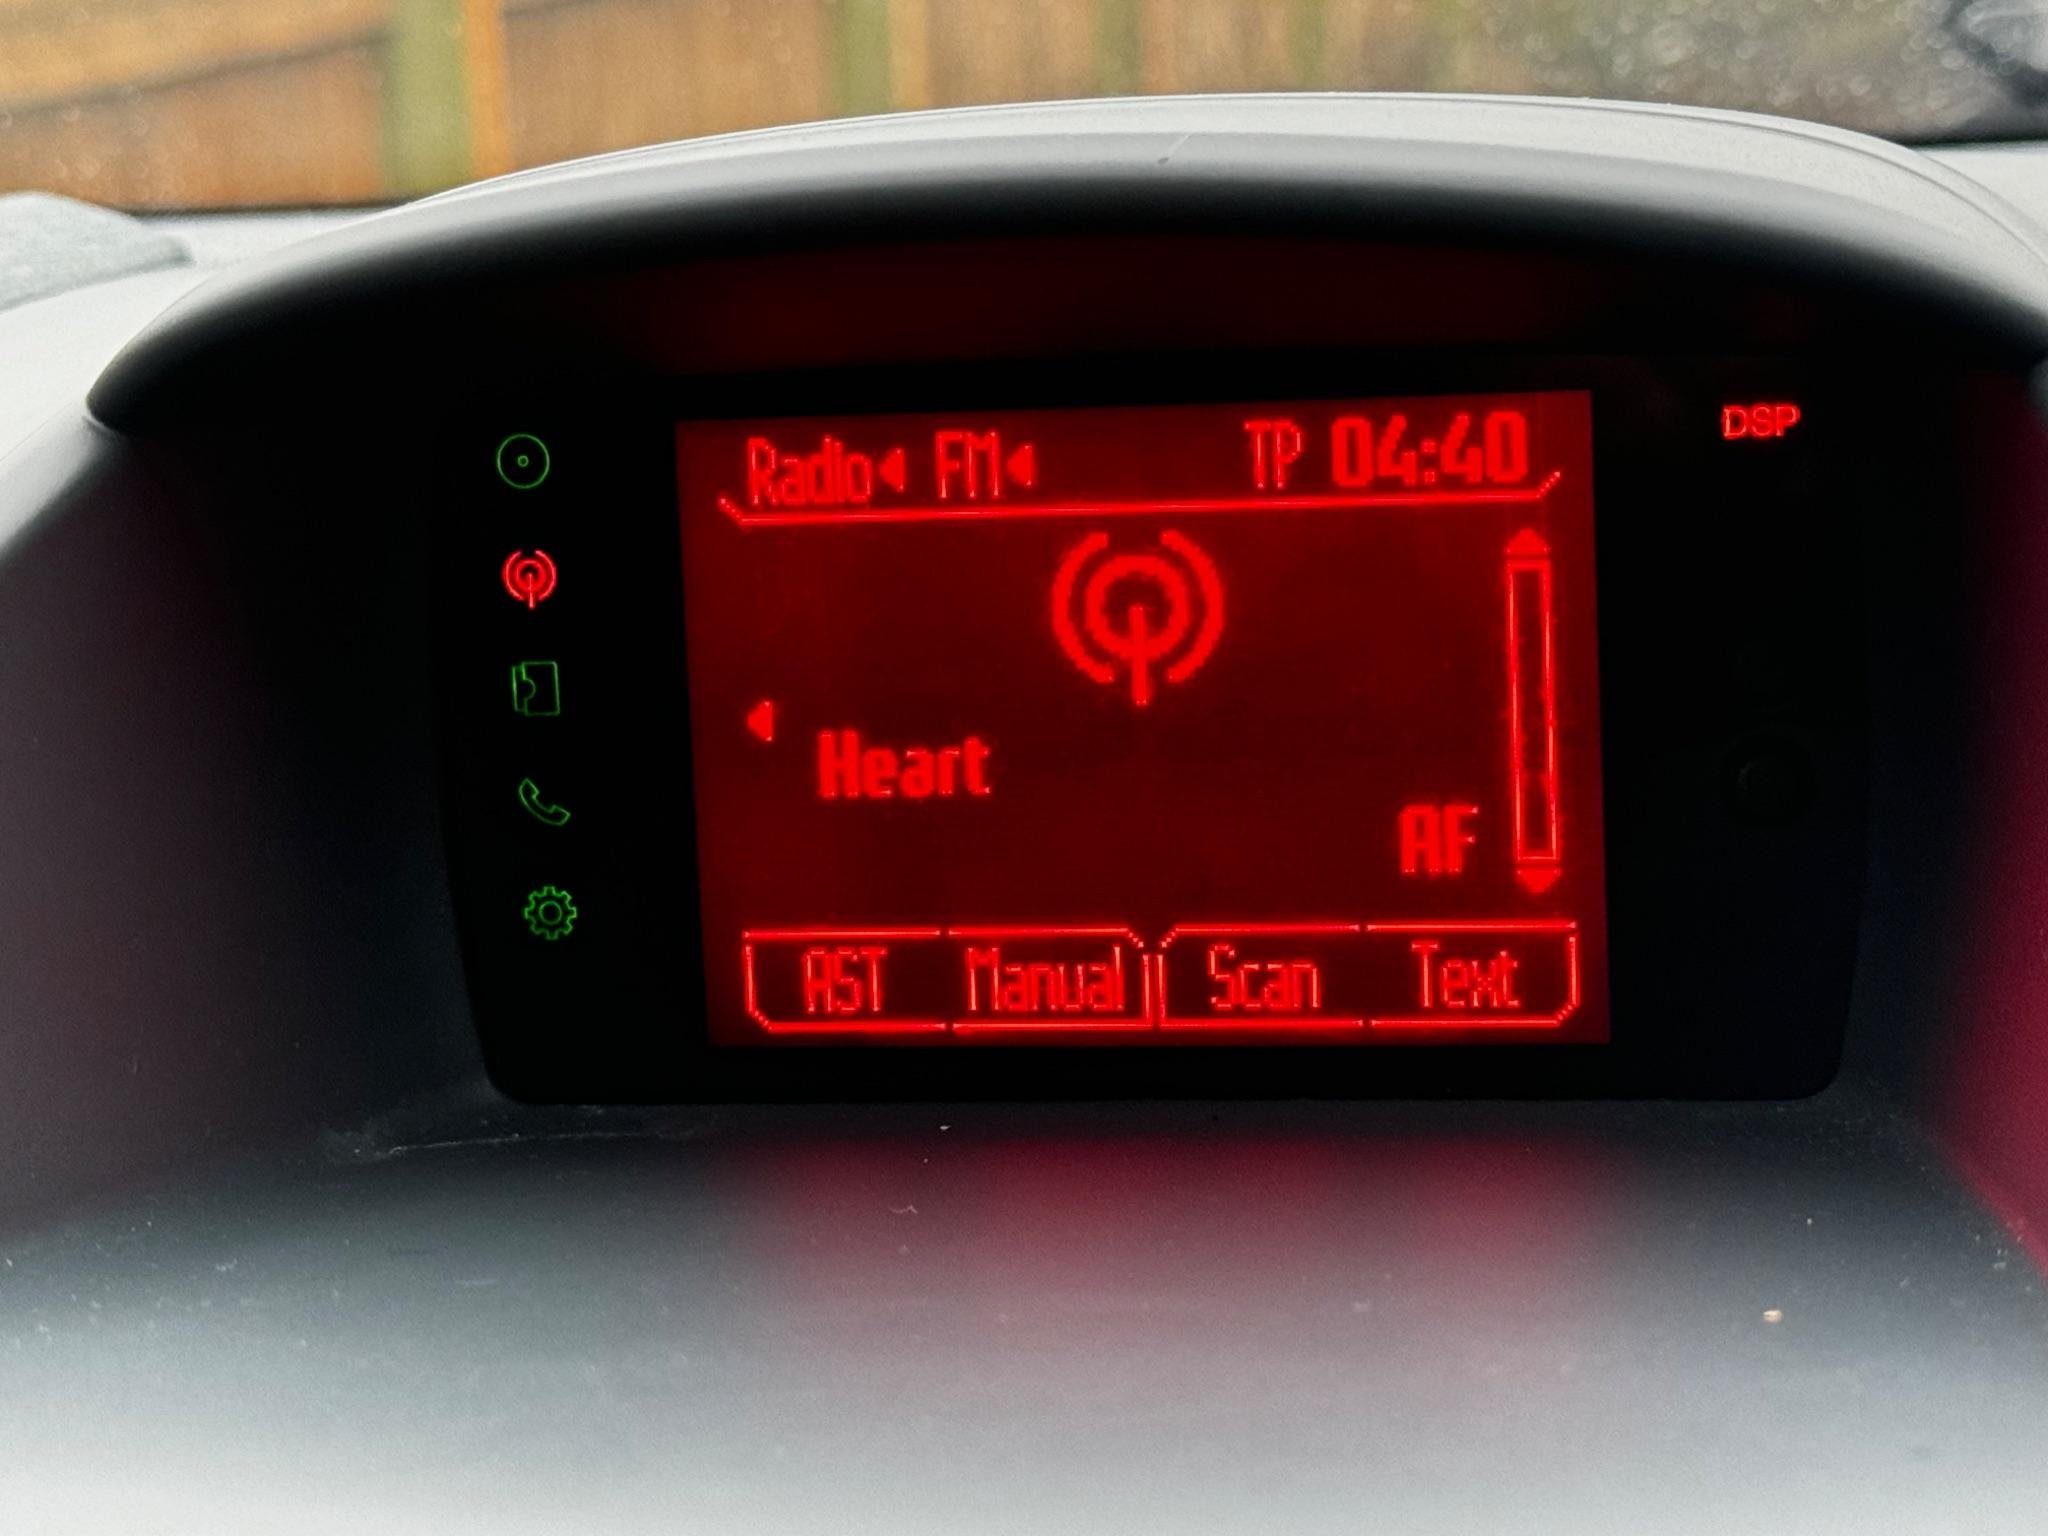 Radio FM TP 04:40
DSP
Heart
AF
AST Manual Scan Text